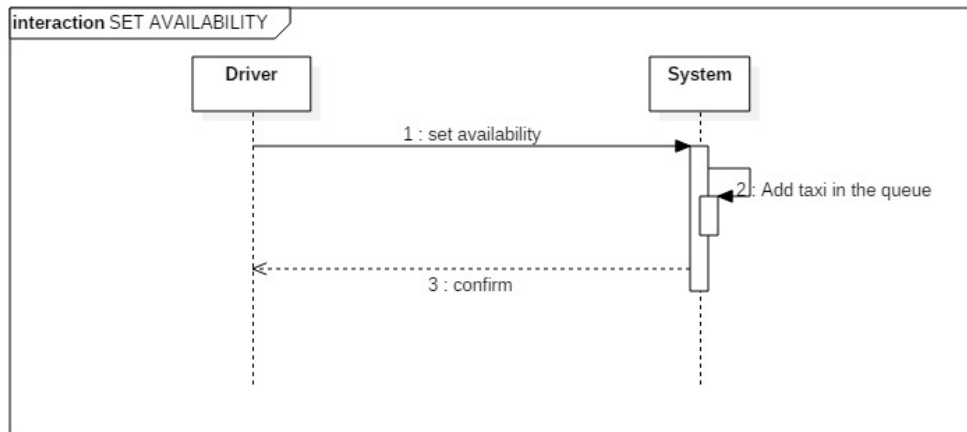 interaction SET AVAILABILITY
Driver
System
1 : set availability
2 : Add taxi in the queue
3 : confirm